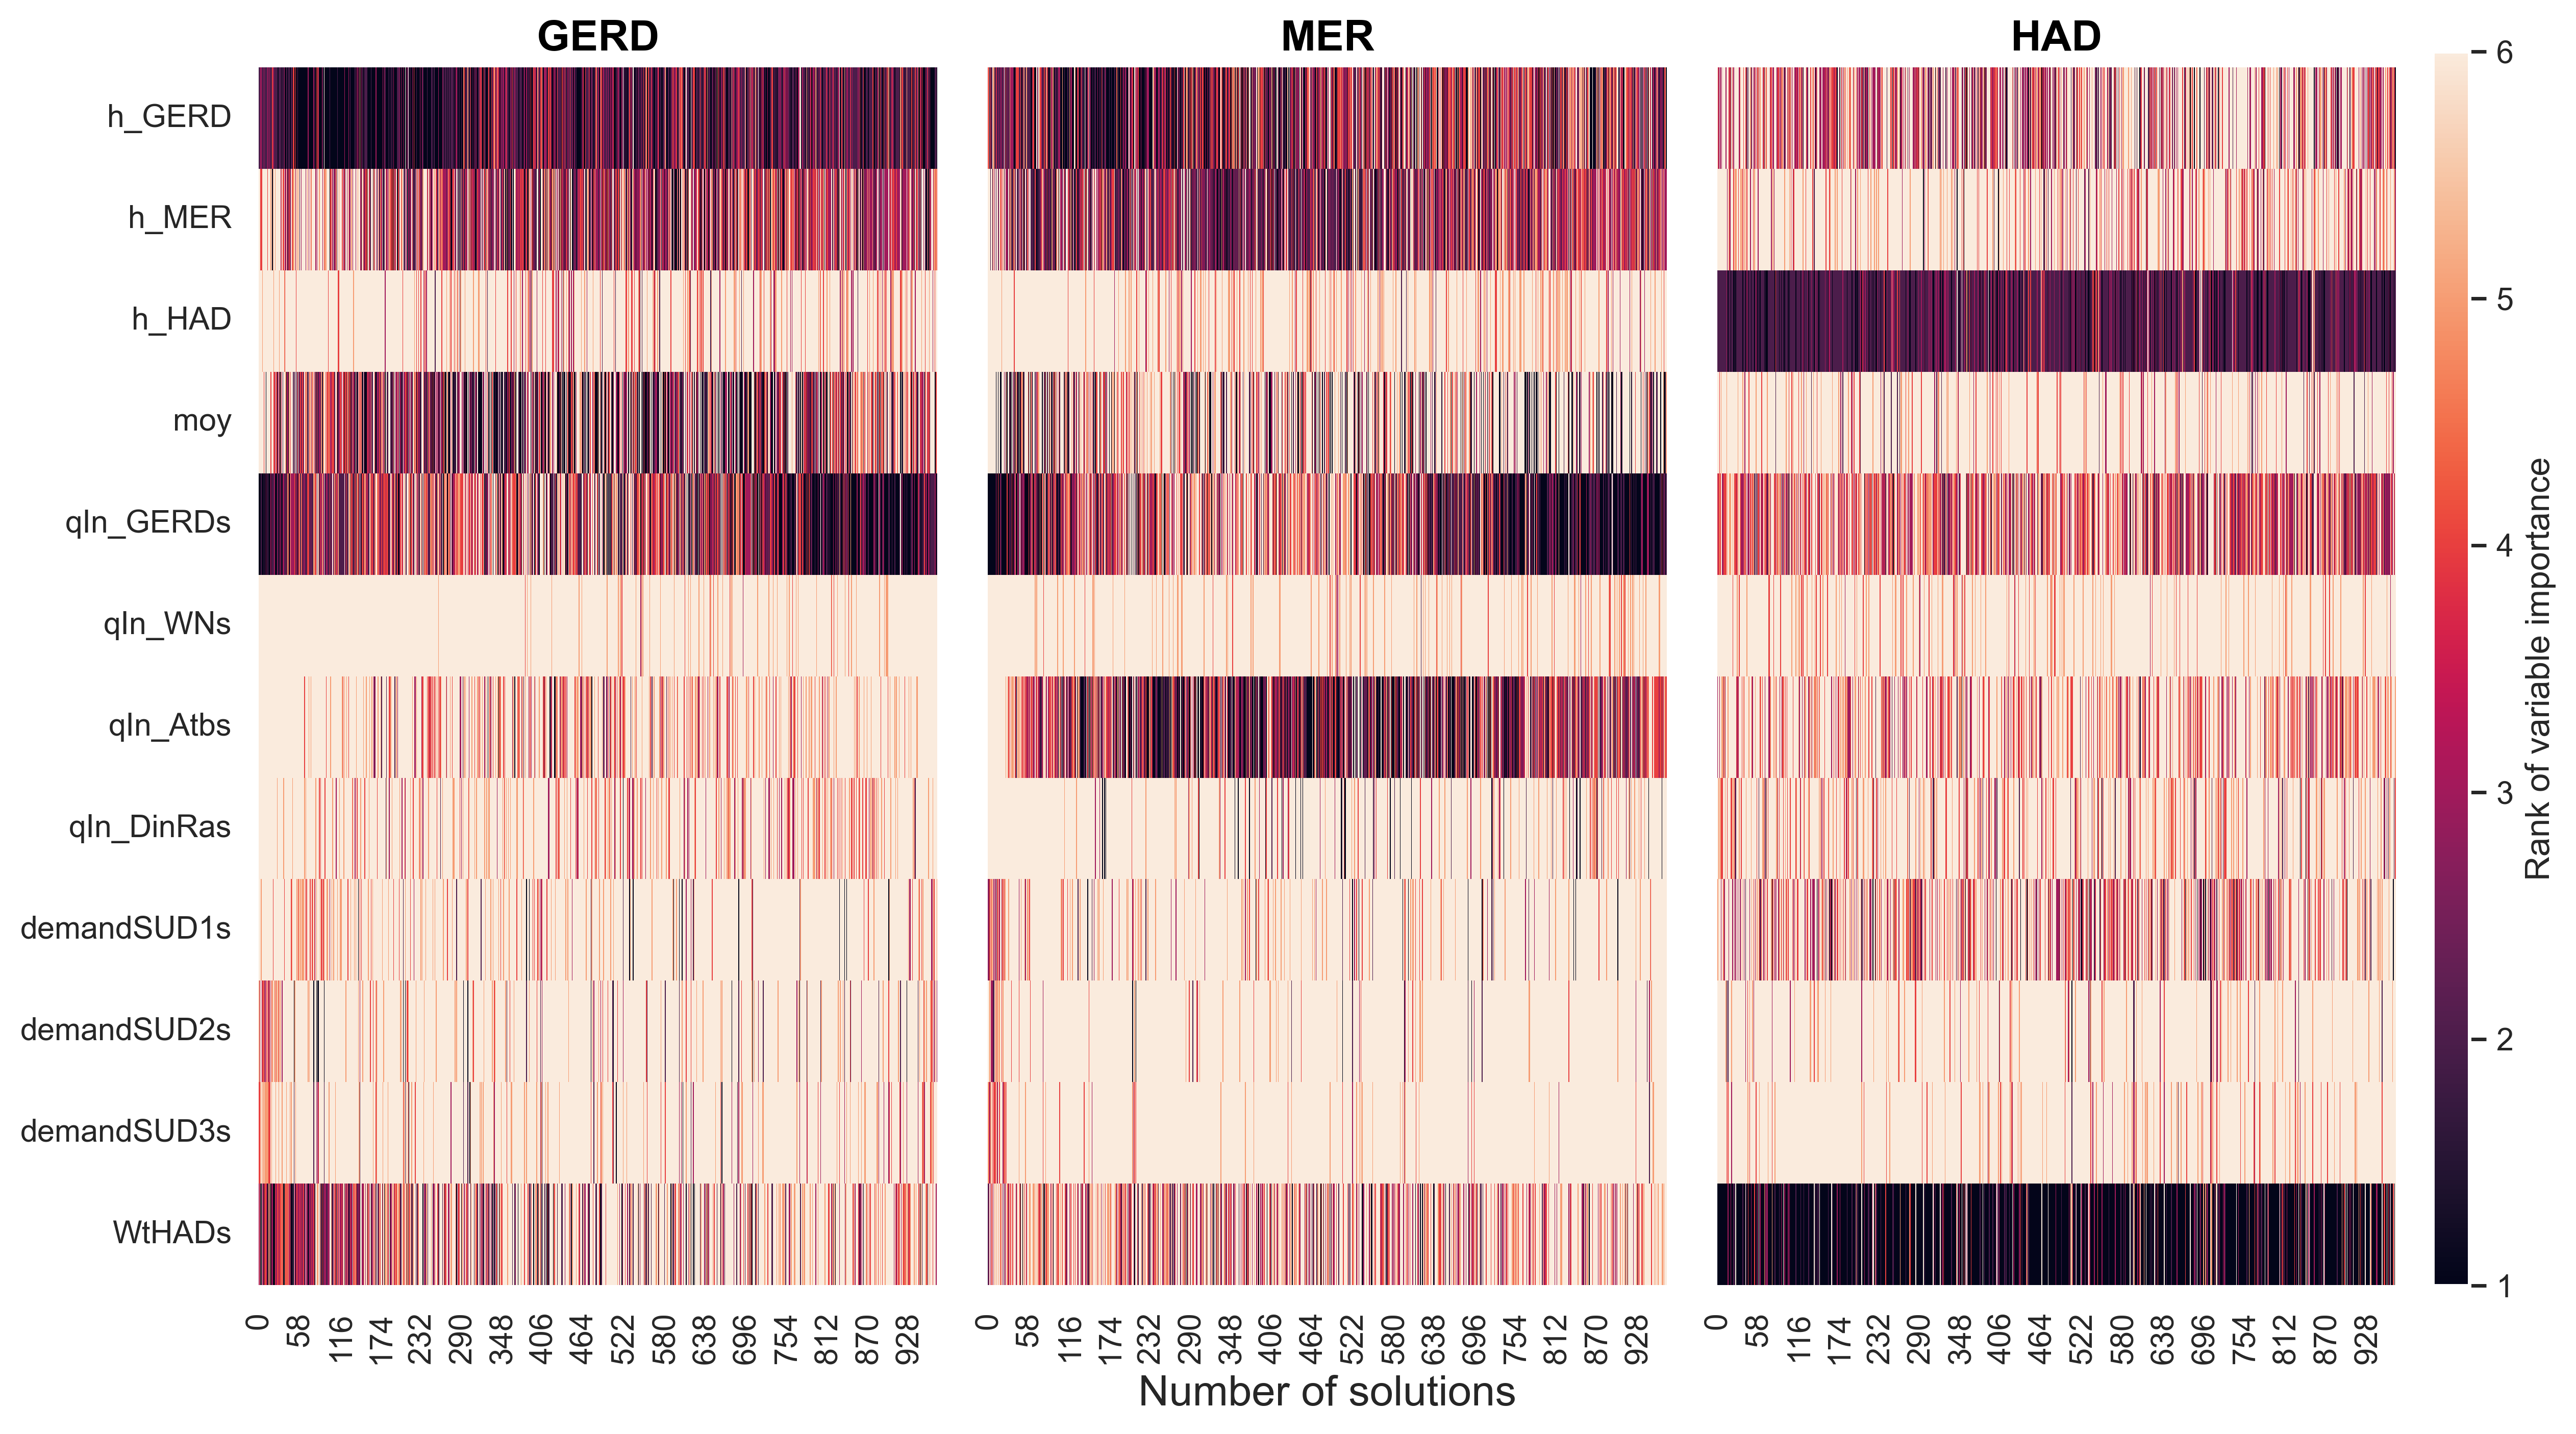 GERD
MER
HAD
h_GERD
h_MER
h_HAD
moy
qIn_GERDs
qIn_WNs
qIn_Atbs
qIn_DinRas
demandSUD1s
demandSUD2s
demandSUD3s
WtHADs
0 58 116 174 232 290 348 406 464 522 580 638 696 754 812 870 928
0 58 116 174 232 290 348 406 464 522 580 638 696 754 812 870 928
0 58 116 174 232 290 348 406 464 522 580 638 696 754 812 870 928
Number of solutions
6
5
4
3
2
1
Rank of variable importance